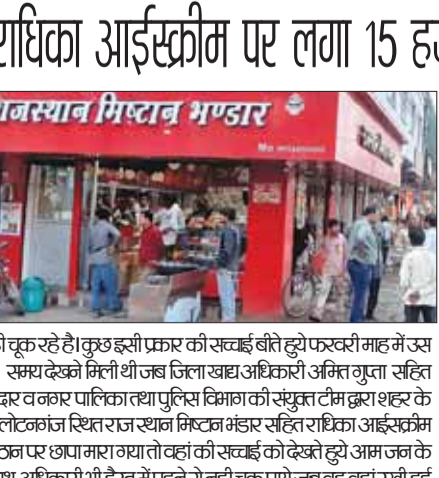 राधिका आईस्क्रीम पर लगा 15
राजस्थान मिष्टान भण्डार
चूक रहे है। कुछ इसी प्रकार की सच्चाई बीते हुये फरवरी माह में उस
समय देखने मिली थी जब जिला खाद्य अधिकारी अमित गुप्ता सहित
व नगर पालिका तथा पुलिस विभाग की संयुक्त टीम द्वारा शहर के
लोटनगंज स्थित राजस्थान मिष्टान भंडार सहित राधिका आईसक्रीम
पर छापा मारा गया तो वहां की सच्चाई को देखते हुये आम जन के